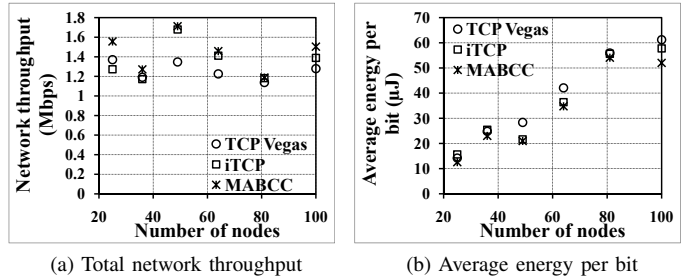 Network throughput
(Mbps)
1.8
1.6
1.4
1.2
1
0.8
0.6
0.4
0.2
0
TCP Vegas
iTCP
MABCC
20 40 60 80 100
Number of nodes
(a) Total network throughput
Average energy per
bit (μJ)
70
60
50
40
30
20
10
0
TCP Vegas
iTCP
MABCC
20 40 60 80 100
Number of nodes
(b) Average energy per bit